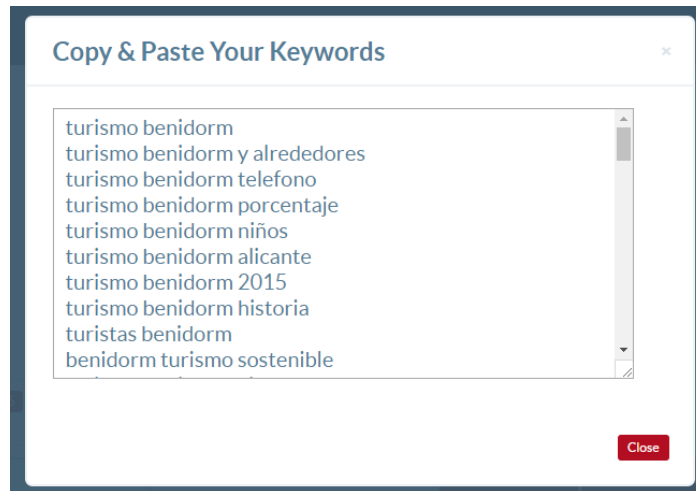 Copy & Paste Your Keywords
×
turismo benidorm
turismo benidorm y alrededores
turismo benidorm telefono
turismo benidorm porcentaje
turismo benidorm niños
turismo benidorm alicante
turismo benidorm 2015
turismo benidorm historia
turistas benidorm
benidorm turismo sostenible
Close